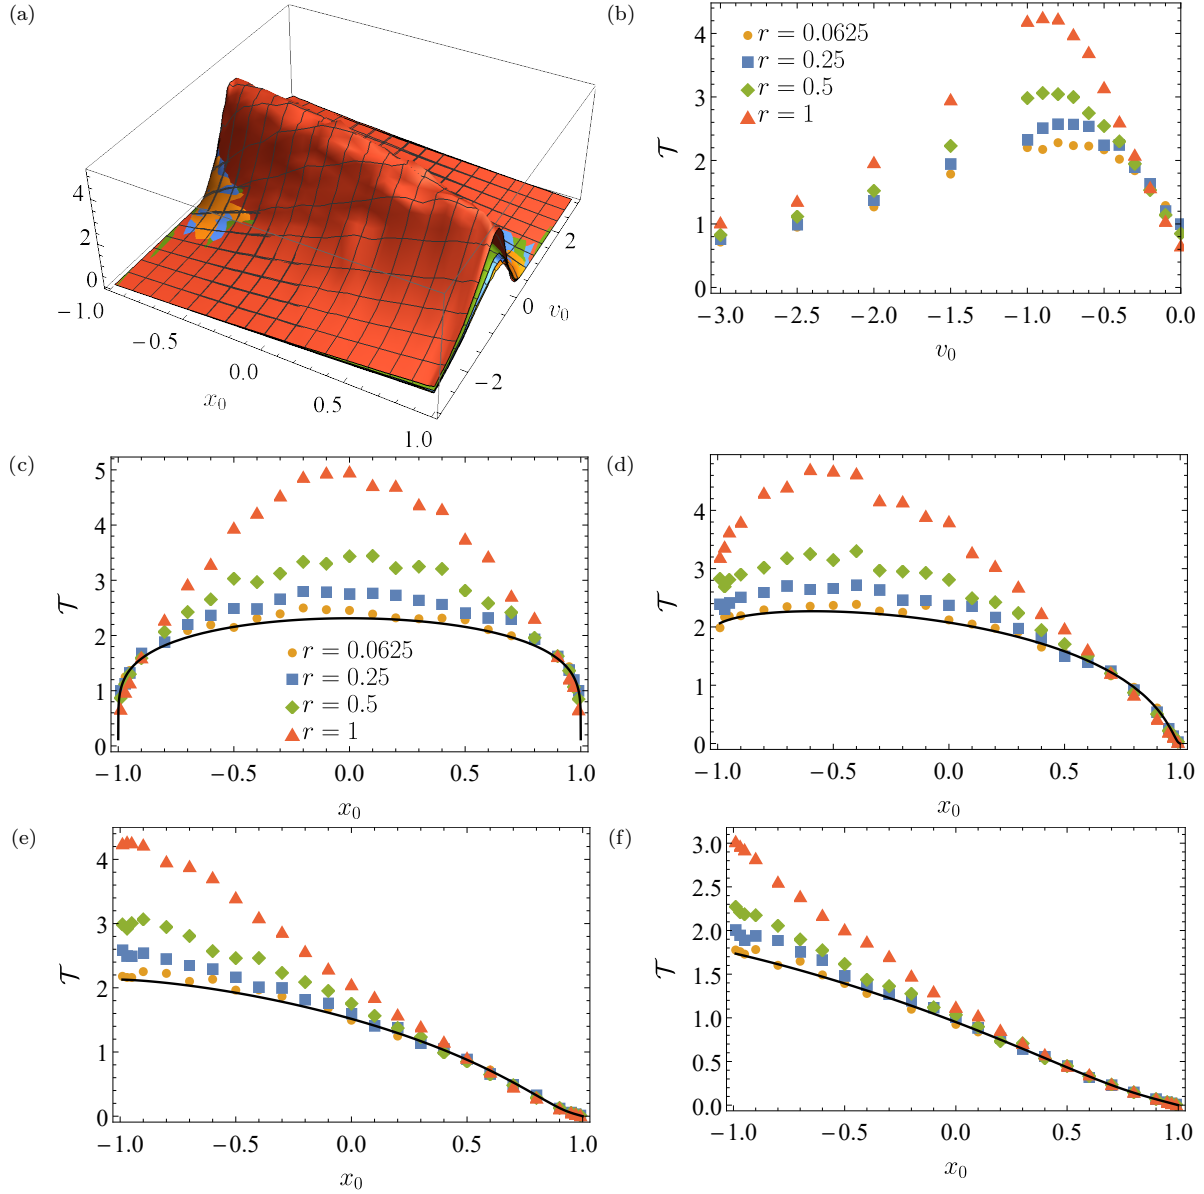 (a)
4
2
0
−1.0
−0.5
0.0
0.5
1.0
x₀
2
0
−2
v₀
(b)
r = 0.0625
r = 0.25
r = 0.5
r = 1
4
3
2
1
0
𝒯
−3.0 −2.5 −2.0 −1.5 −1.0 −0.5 0.0
v₀
(c)
5
4
3
2
1
0
𝒯
r = 0.0625
r = 0.25
r = 0.5
r = 1
−1.0 −0.5 0.0 0.5 1.0
x₀
(d)
4
3
2
1
0
𝒯
−1.0 −0.5 0.0 0.5 1.0
x₀
(e)
4
3
2
1
0
𝒯
−1.0 −0.5 0.0 0.5 1.0
x₀
(f)
3.0
2.5
2.0
1.5
1.0
0.5
0.0
𝒯
−1.0 −0.5 0.0 0.5 1.0
x₀